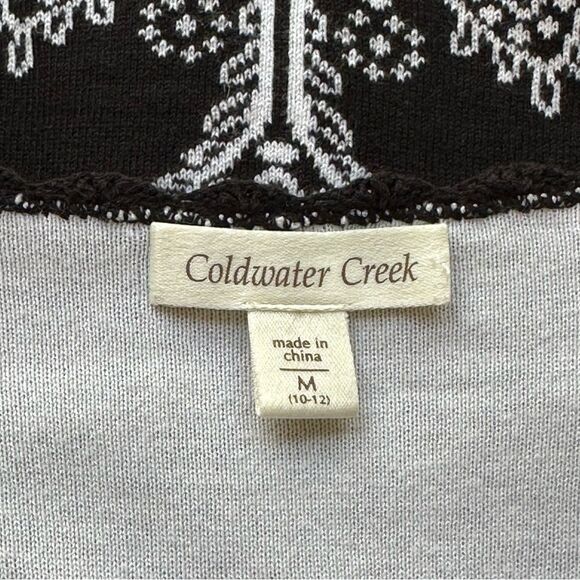 Coldwater Creek
made in
china
M
(10-12)